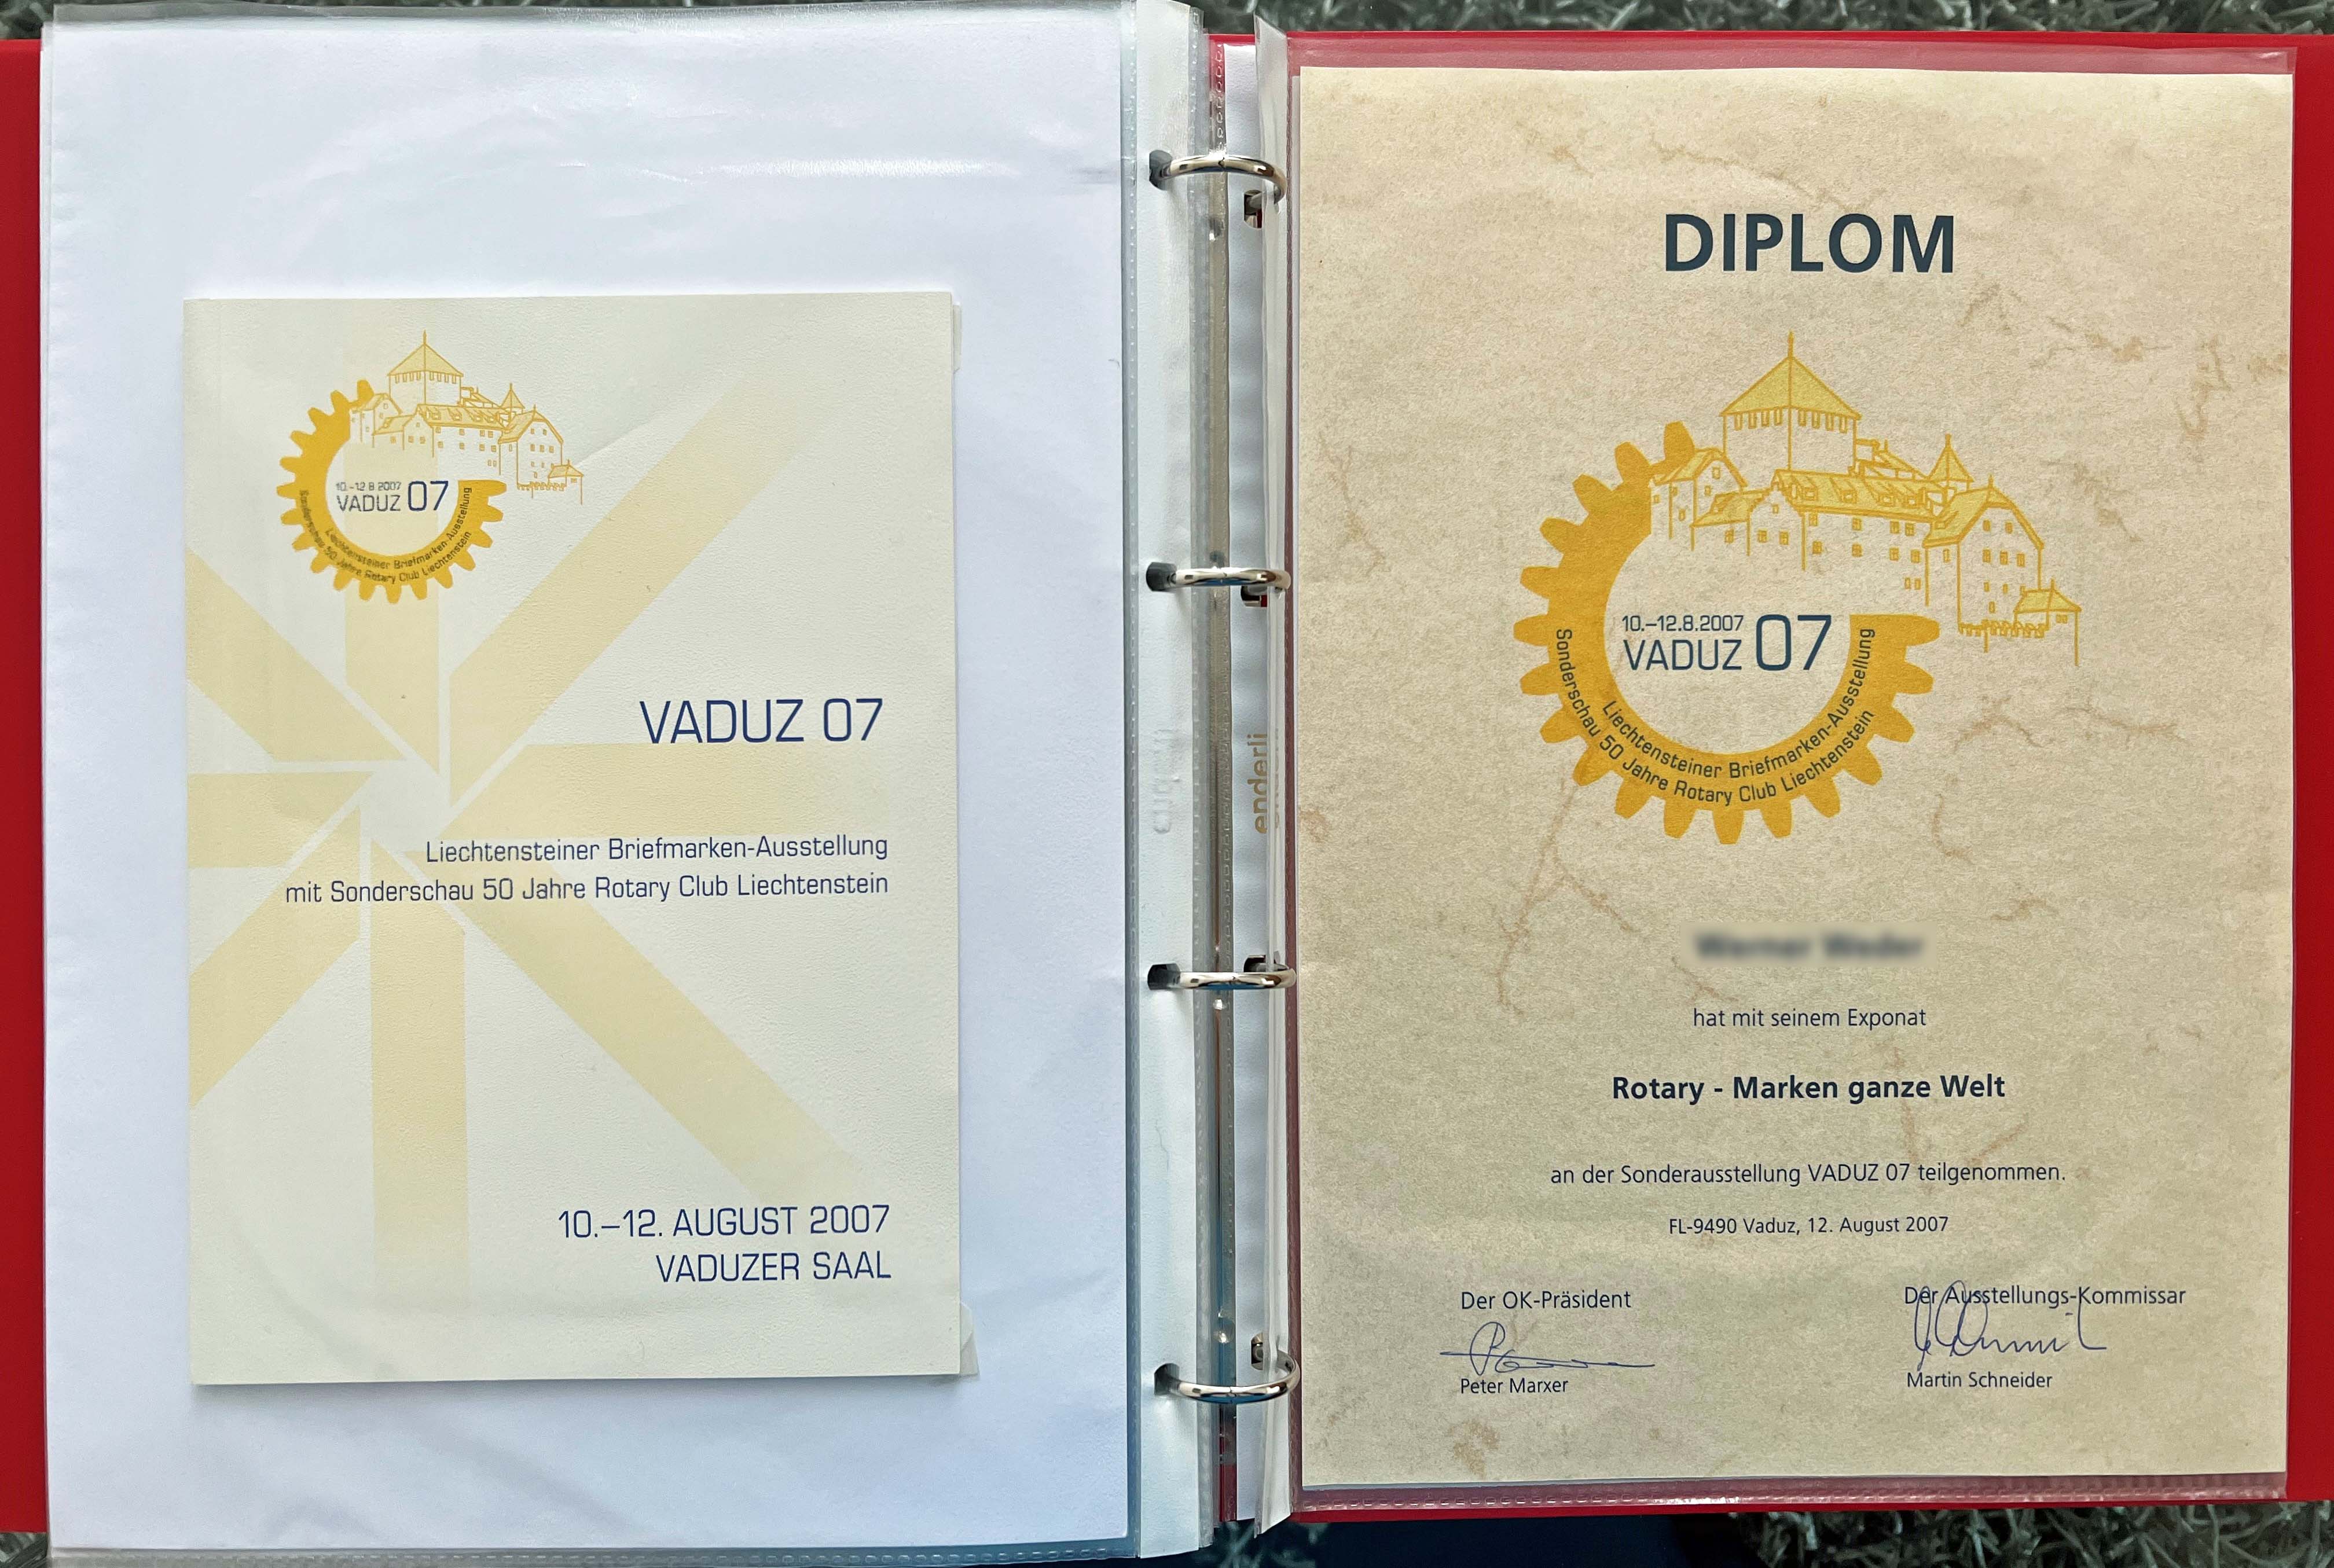 10.–12.8.2007
VADUZ 07
Liechtensteiner Briefmarken-Ausstellung
Sonderschau 50 Jahre Rotary Club Liechtenstein
VADUZ 07
Liechtensteiner Briefmarken-Ausstellung
mit Sonderschau 50 Jahre Rotary Club Liechtenstein
10.–12. AUGUST 2007
VADUZER SAAL
enderli
DIPLOM
10.–12.8.2007
VADUZ 07
Liechtensteiner Briefmarken-Ausstellung
Sonderschau 50 Jahre Rotary Club Liechtenstein
hat mit seinem Exponat
Rotary - Marken ganze Welt
an der Sonderausstellung VADUZ 07 teilgenommen.
FL-9490 Vaduz, 12. August 2007
Der OK-Präsident
Peter Marxer
Der Ausstellungs-Kommissar
Martin Schneider